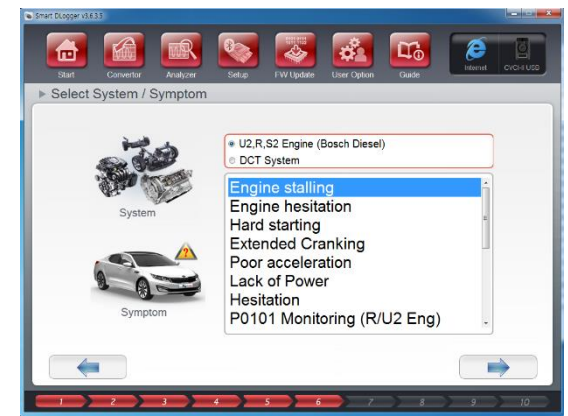 Smart DLogger v3.6.3.5
Start Convertor Analyzer Setup FW Update User Option Guide Internet CVCI-II USB
Select System / Symptom
U2,R,S2 Engine (Bosch Diesel)
DCT System
System
Engine stalling
Engine hesitation
Hard starting
Extended Cranking
Poor acceleration
Lack of Power
Hesitation
P0101 Monitoring (R/U2 Eng)
Symptom
1 2 3 4 5 6 7 8 9 10